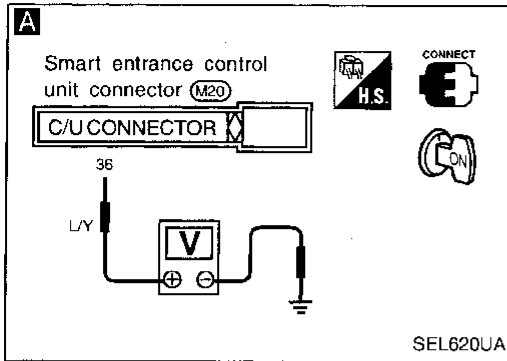 A
Smart entrance control
unit connector M20
C/U CONNECTOR
36
L/Y
V
H.S.
CONNECT
ON
SEL620UA